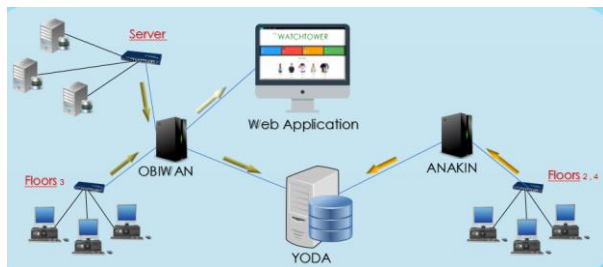 Server
WATCHTOWER
Web Application
OBIWAN
ANAKIN
Floors 3
Floors 2 , 4
YODA